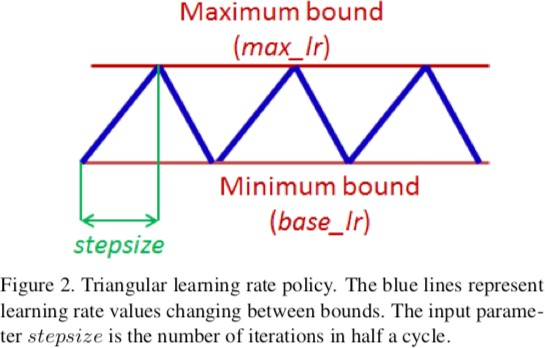 Maximum bound
(max_lr)
Minimum bound
(base_lr)
stepsize
Figure 2. Triangular learning rate policy. The blue lines represent
learning rate values changing between bounds. The input parame-
ter stepsize is the number of iterations in half a cycle.